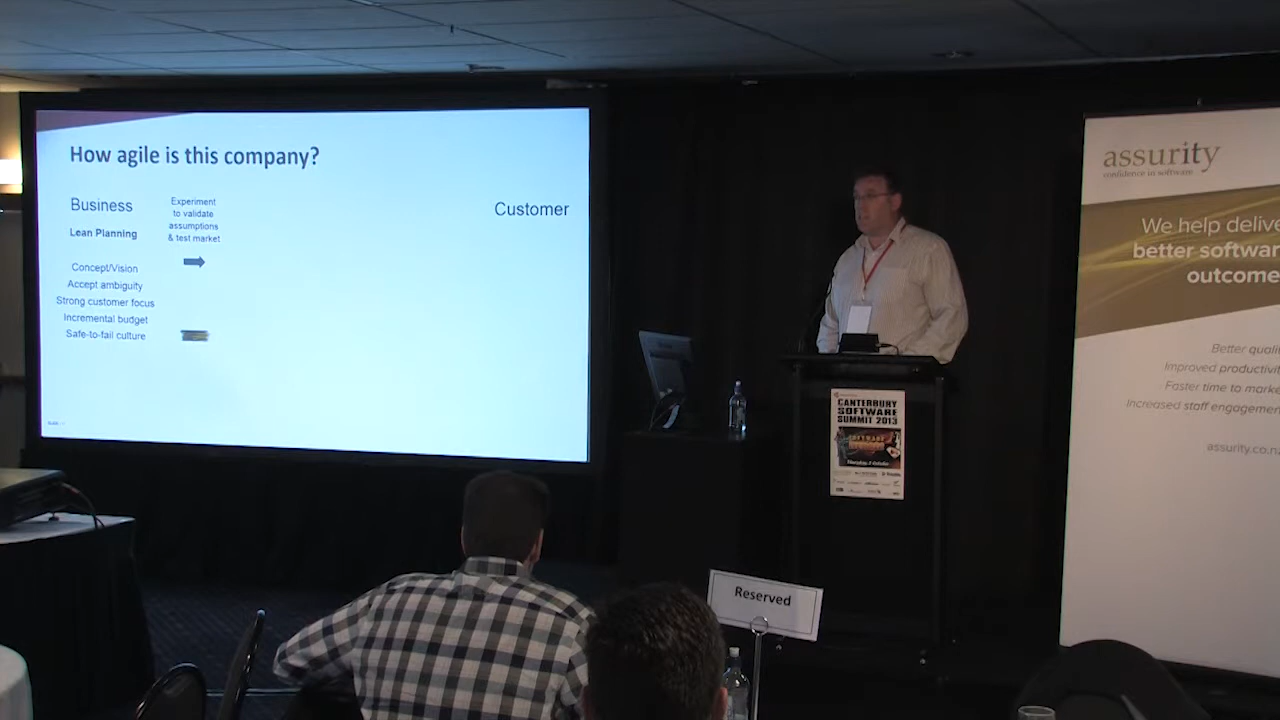 How agile is this company?
Business
Lean Planning
Experiment
to validate
assumptions
& test market
Customer
Concept/Vision
Accept ambiguity
Strong customer focus
Incremental budget
Safe-to-fail culture
assurity
confidence in software
We help delive
better softwar
outcome
Better quali
Improved productivit
Faster time to marke
Increased staff engagemen
assurity.co.nz
CANTERBURY
SOFTWARE
SUMMIT 2013
Reserved